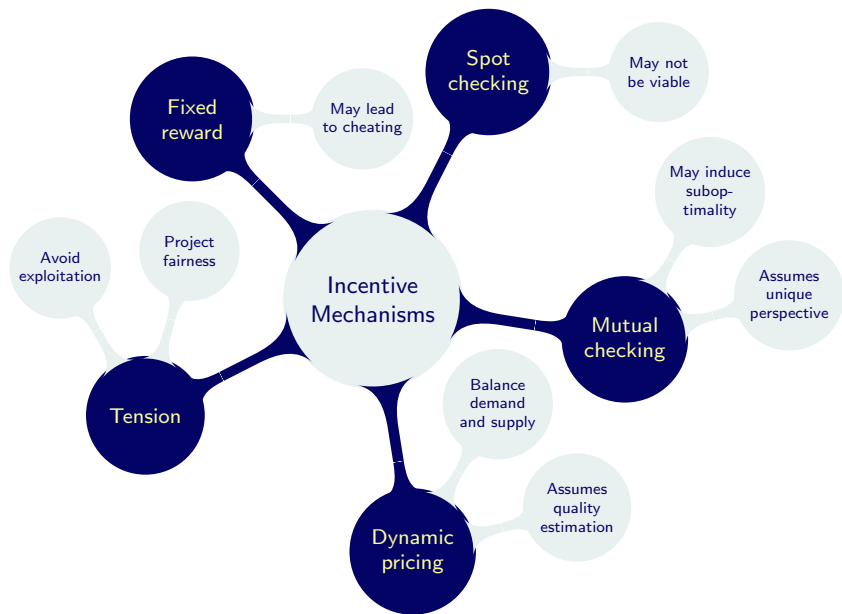 Spot
checking
May not
be viable
Fixed
reward
May lead
to cheating
May induce
subop-
timality
Avoid
exploitation
Project
fairness
Incentive
Mechanisms
Assumes
unique
perspective
Mutual
checking
Tension
Balance
demand
and supply
Assumes
quality
estimation
Dynamic
pricing